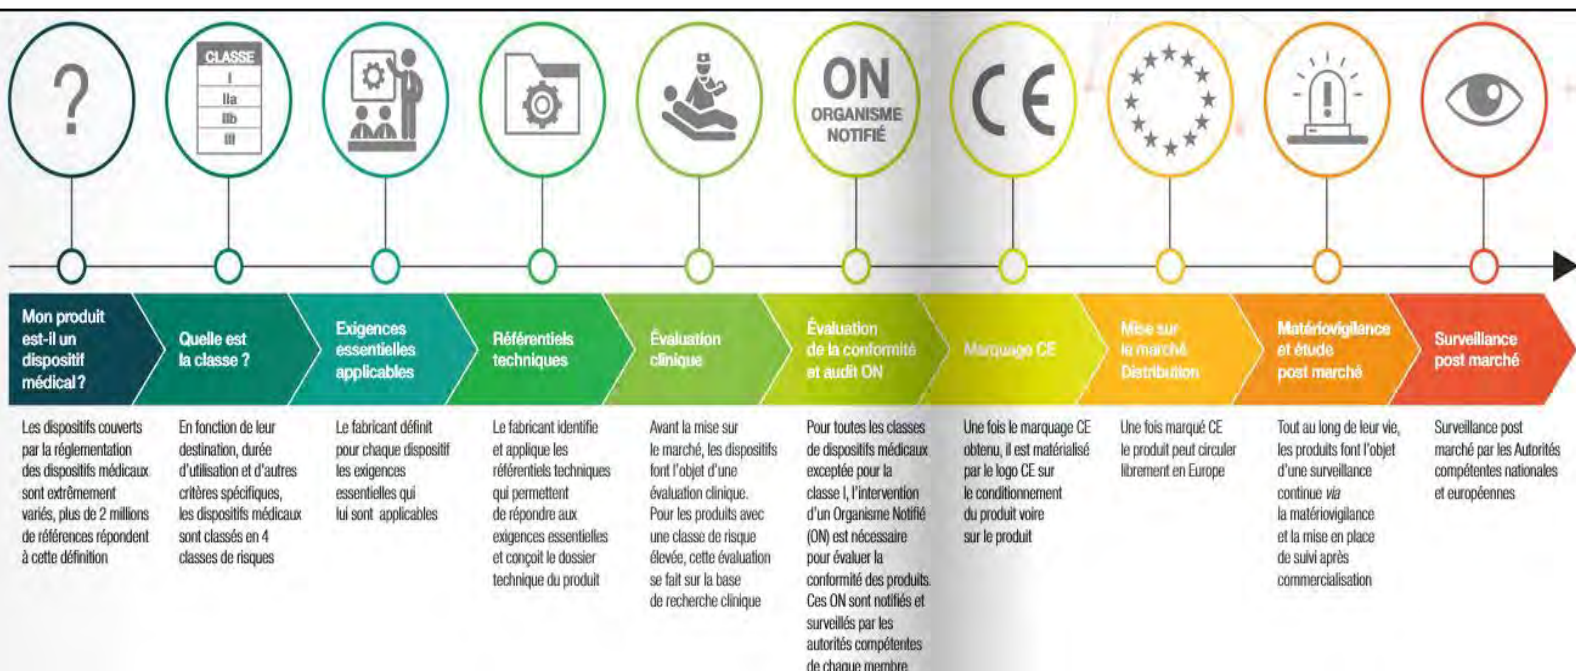 CLASSE
I
IIa
IIb
III
ON
ORGANISME
NOTIFIÉ
CE
Mon produit
est-il un
dispositif
médical ?
Quelle est
la classe ?
Exigences
essentielles
applicables
Référentiels
techniques
Évaluation
clinique
Évaluation
de la conformité
et audit ON
Marquage CE
Mise sur
le marché
Distribution
Matériovigilance
et étude
post marché
Surveillance
post marché
Les dispositifs couverts
par la réglementation
des dispositifs médicaux
sont extrêmement
variés, plus de 2 millions
de références répondent
à cette définition
En fonction de leur
destination, durée
d'utilisation et d'autres
critères spécifiques,
les dispositifs médicaux
sont classés en 4
classes de risques
Le fabricant définit
pour chaque dispositif
les exigences
essentielles qui
lui sont applicables
Le fabricant identifie
et applique les
référentiels techniques
qui permettent
de répondre aux
exigences essentielles
et conçoit le dossier
technique du produit
Avant la mise sur
le marché, les dispositifs
font l'objet d'une
évaluation clinique.
Pour les produits avec
une classe de risque
élevée, cette évaluation
se fait sur la base
de recherche clinique
Pour toutes les classes
de dispositifs médicaux
exceptée pour la
classe I, l'intervention
d'un Organisme Notifié
(ON) est nécessaire
pour évaluer la
conformité des produits.
Ces ON sont notifiés et
surveillés par les
autorités compétentes
de chaque membre
Une fois le marquage CE
obtenu, il est matérialisé
par le logo CE sur
le conditionnement
du produit voire
sur le produit
Une fois marqué CE
le produit peut circuler
librement en Europe
Tout au long de leur vie,
les produits font l'objet
d'une surveillance
continue via
la matériovigilance
et la mise en place
de suivi après
commercialisation
Surveillance post
marché par les Autorités
compétentes nationales
et européennes